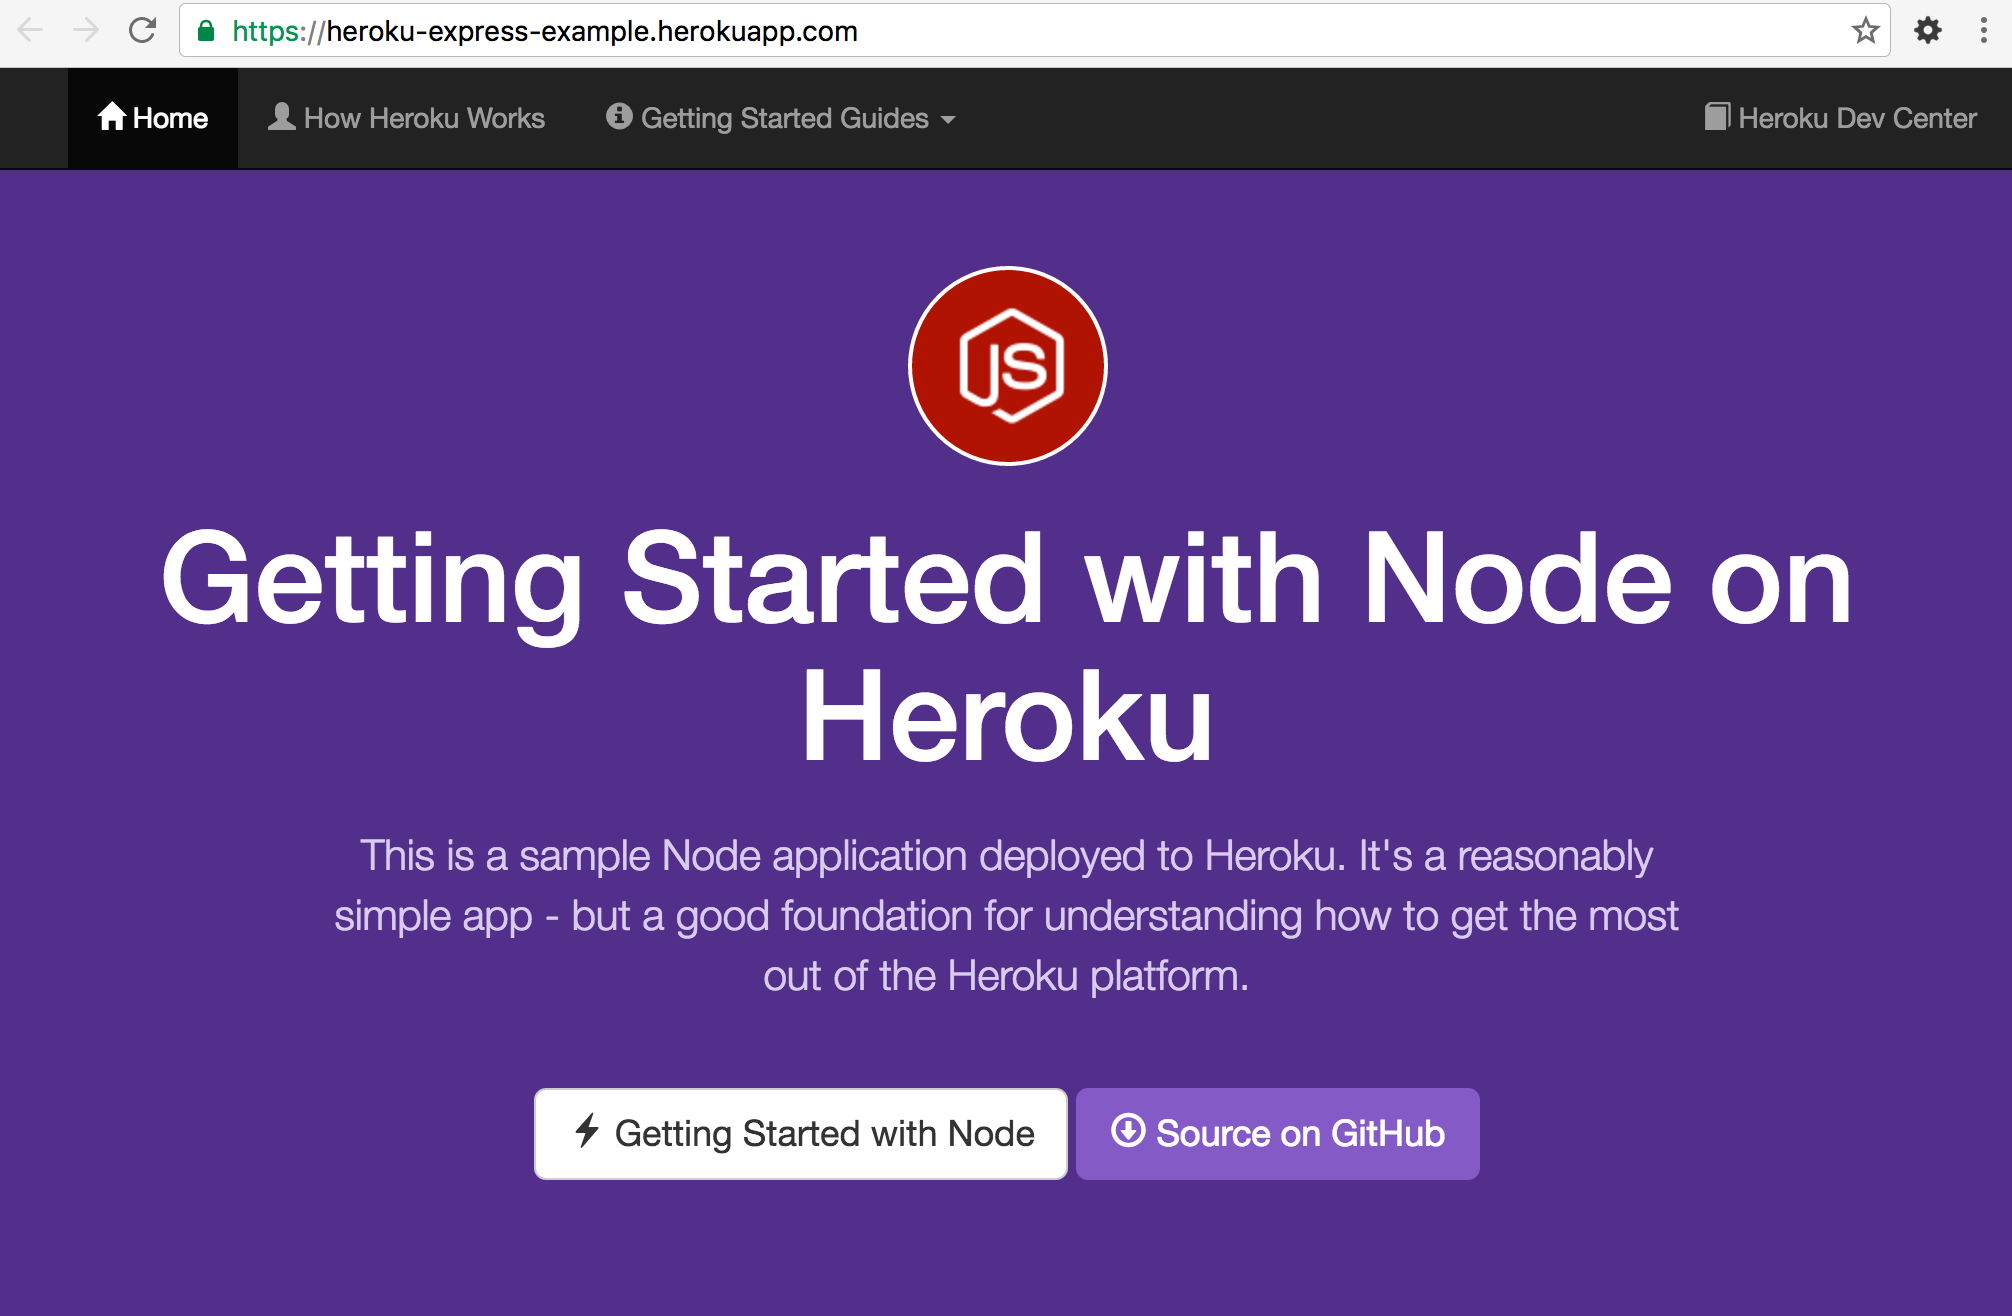 https://heroku-express-example.herokuapp.com
Home How Heroku Works Getting Started Guides Heroku Dev Center
JS
Getting Started with Node on
Heroku
This is a sample Node application deployed to Heroku. It's a reasonably
simple app - but a good foundation for understanding how to get the most
out of the Heroku platform.
Getting Started with Node Source on GitHub